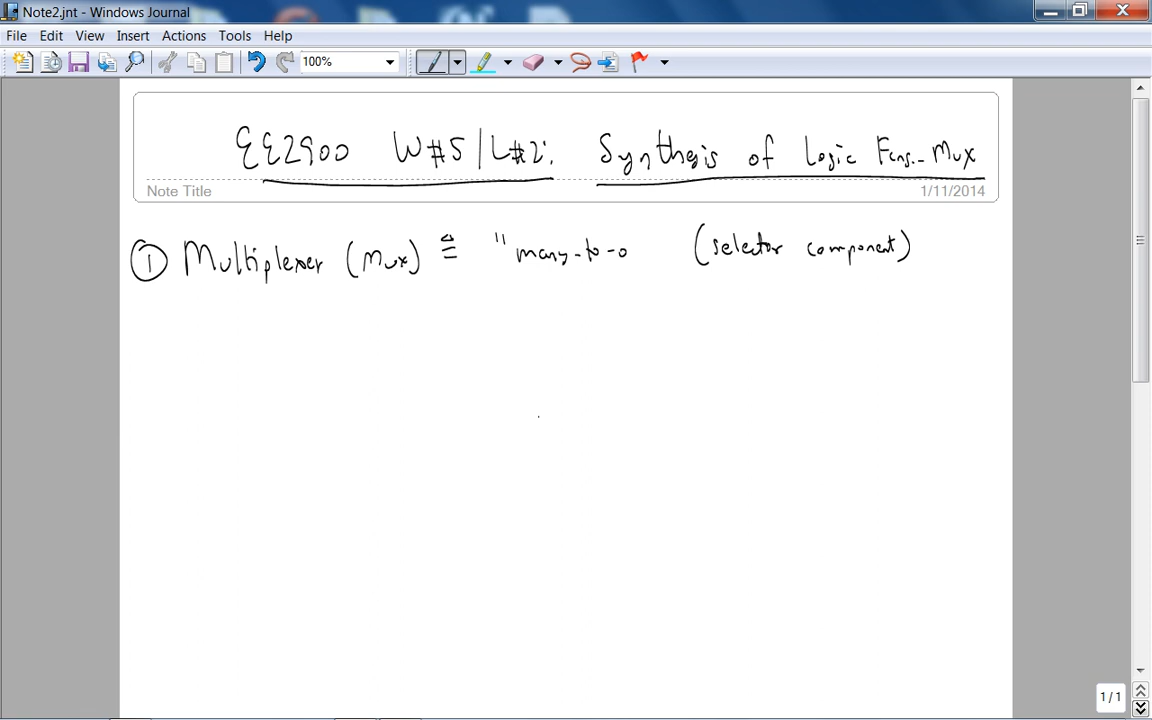 Note2.jnt - Windows Journal
File Edit View Insert Actions Tools Help
100%
EE2900 W#5/L#2: Synthesis of Logic Fcns.-Mux
Note Title 1/11/2014
① Multiplexer (Mux) ≙ "many-to-o (selector component)
1/1